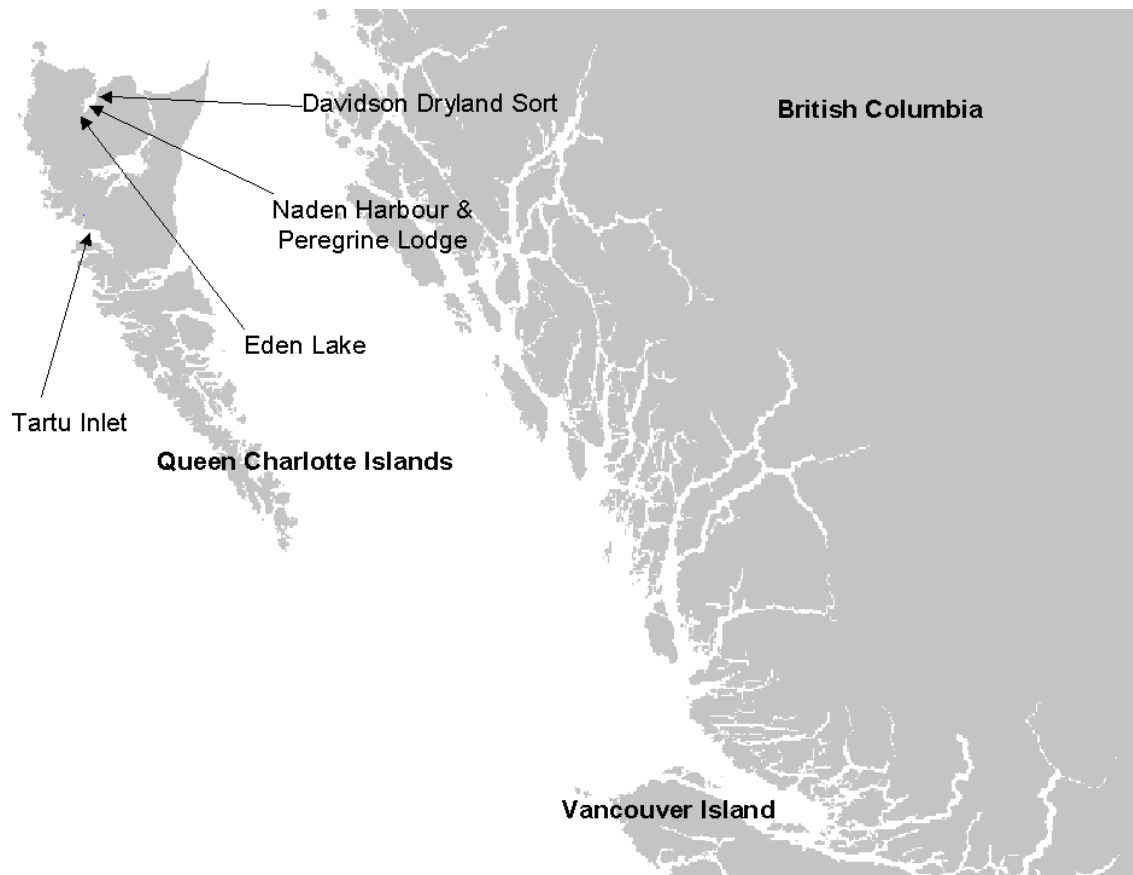 Davidson Dryland Sort
British Columbia
Naden Harbour &
Peregrine Lodge
Eden Lake
Tartu Inlet
Queen Charlotte Islands
Vancouver Island